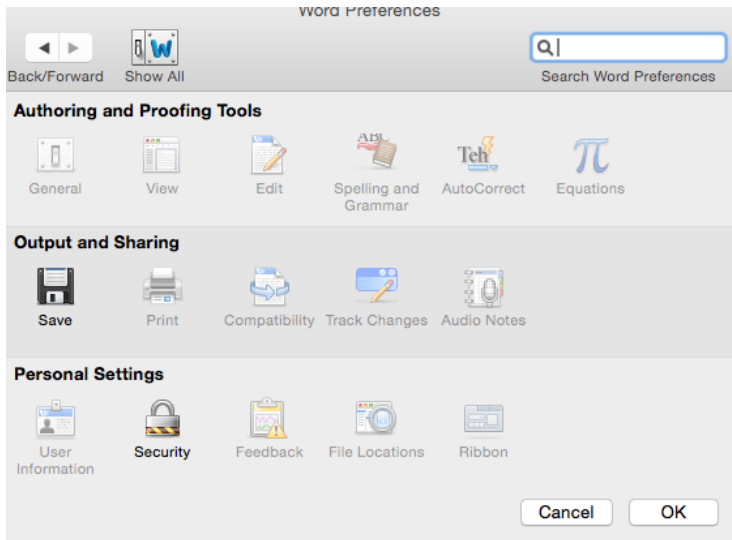 Word Preferences
Back/Forward Show All Search Word Preferences
Authoring and Proofing Tools
ABC
Teh
General View Edit Spelling and Grammar AutoCorrect Equations
Output and Sharing
Save Print Compatibility Track Changes Audio Notes
Personal Settings
User Information Security Feedback File Locations Ribbon
Cancel OK